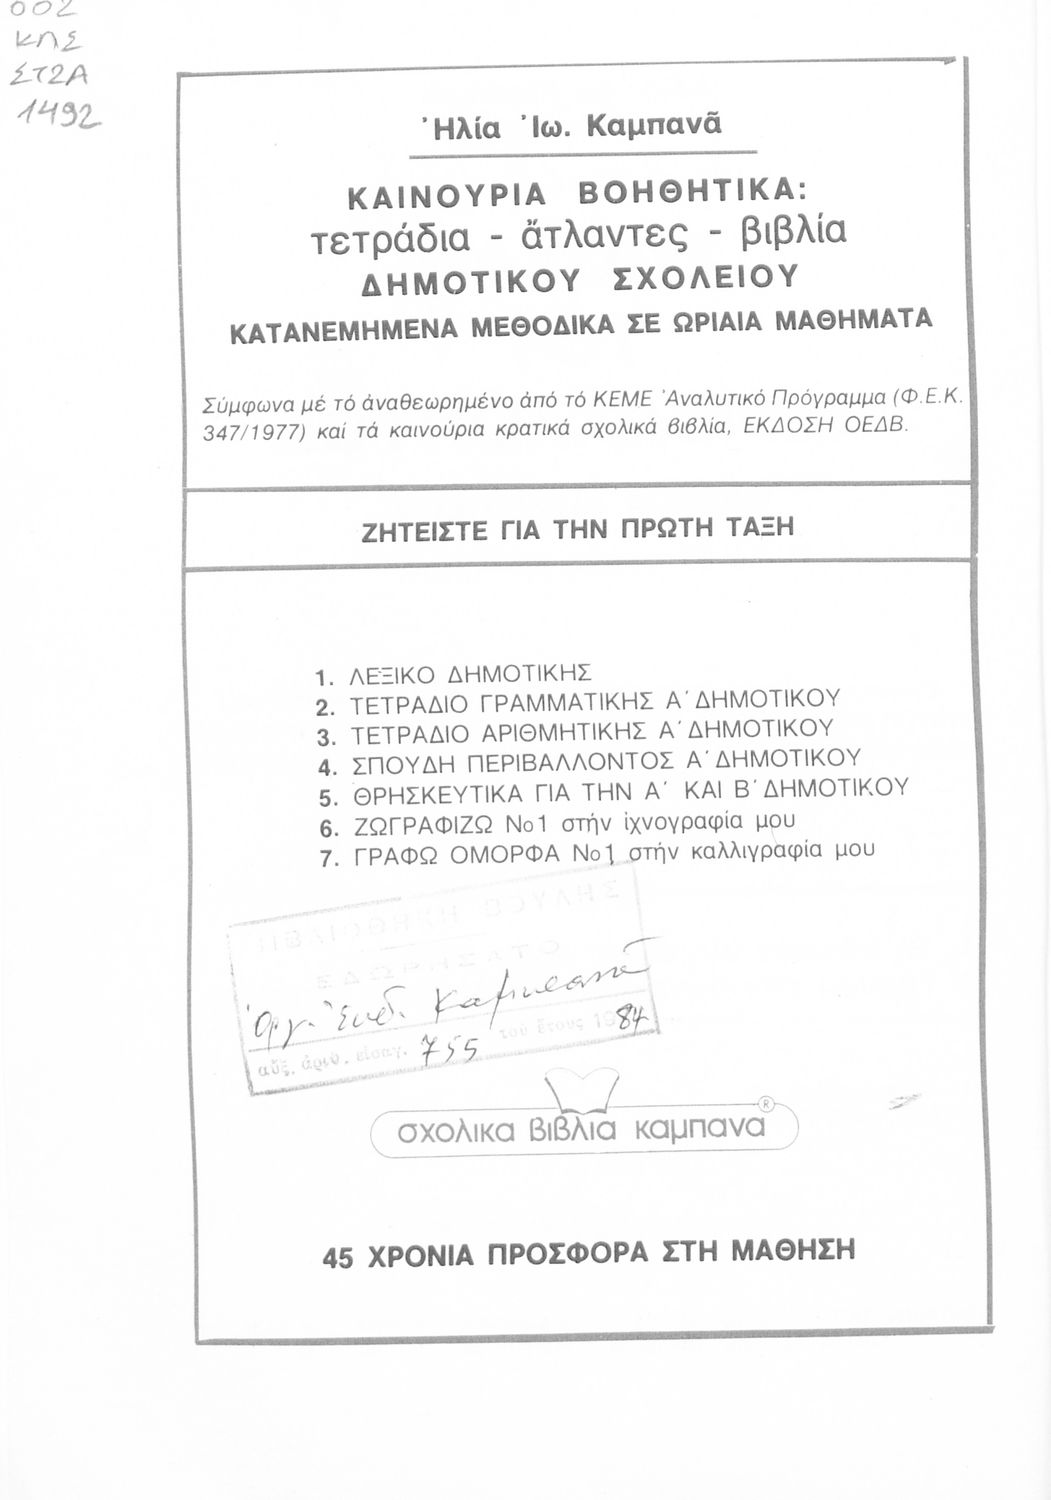 002
ΚΠΣ
ΣΤ2Α
1492
Ἠλία Ἰω. Καμπανᾶ
ΚΑΙΝΟΥΡΙΑ ΒΟΗΘΗΤΙΚΑ:
τετράδια - ἄτλαντες - βιβλία
ΔΗΜΟΤΙΚΟΥ ΣΧΟΛΕΙΟΥ
ΚΑΤΑΝΕΜΗΜΕΝΑ ΜΕΘΟΔΙΚΑ ΣΕ ΩΡΙΑΙΑ ΜΑΘΗΜΑΤΑ
Σύμφωνα μέ τό ἀναθεωρημένο ἀπό τό ΚΕΜΕ Ἀναλυτικό Πρόγραμμα (Φ.Ε.Κ.
347/1977) καί τά καινούρια κρατικά σχολικά βιβλία, ΕΚΔΟΣΗ ΟΕΔΒ.
ΖΗΤΕΙΣΤΕ ΓΙΑ ΤΗΝ ΠΡΩΤΗ ΤΑΞΗ
1. ΛΕΞΙΚΟ ΔΗΜΟΤΙΚΗΣ
2. ΤΕΤΡΑΔΙΟ ΓΡΑΜΜΑΤΙΚΗΣ Α΄ ΔΗΜΟΤΙΚΟΥ
3. ΤΕΤΡΑΔΙΟ ΑΡΙΘΜΗΤΙΚΗΣ Α΄ ΔΗΜΟΤΙΚΟΥ
4. ΣΠΟΥΔΗ ΠΕΡΙΒΑΛΛΟΝΤΟΣ Α΄ ΔΗΜΟΤΙΚΟΥ
5. ΘΡΗΣΚΕΥΤΙΚΑ ΓΙΑ ΤΗΝ Α΄ ΚΑΙ Β΄ ΔΗΜΟΤΙΚΟΥ
6. ΖΩΓΡΑΦΙΖΩ Νο1 στήν ἰχνογραφία μου
7. ΓΡΑΦΩ ΟΜΟΡΦΑ Νο1 στήν καλλιγραφία μου
ΒΙΒΛΙΟΘΗΚΗ ΒΟΥΛΗΣ
ΕΔΩΡΗΣΑΤΟ
Ὀργ. Ἐκδ. Καμπανᾶ
αὔξ. ἀριθ. εἰσαγ. 755 τοῦ ἔτους 1984
σχολικα βιβλια καμπανα ®
45 ΧΡΟΝΙΑ ΠΡΟΣΦΟΡΑ ΣΤΗ ΜΑΘΗΣΗ